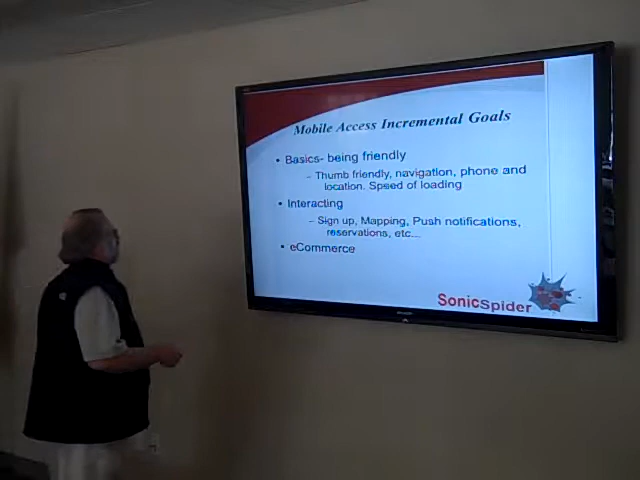 Mobile Access Incremental Goals
• Basics- being friendly
– Thumb friendly, navigation, phone and
location. Speed of loading
• Interacting
– Sign up, Mapping, Push notifications,
reservations, etc...
• eCommerce
Sonicspider